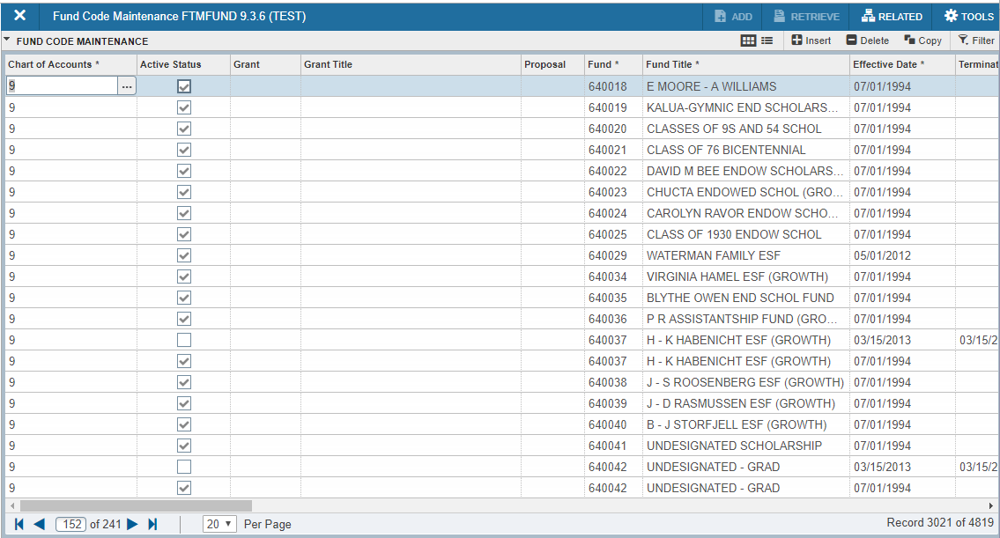 Fund Code Maintenance FTMFUND 9.3.6 (TEST) ADD RETRIEVE RELATED TOOLS
FUND CODE MAINTENANCE Insert Delete Copy Filter
Chart of Accounts * Active Status Grant Grant Title Proposal Fund * Fund Title * Effective Date * Terminat
9 ... 640018 E MOORE - A WILLIAMS 07/01/1994
9 640019 KALUA-GYMNIC END SCHOLARS... 07/01/1994
9 640020 CLASSES OF 9S AND 54 SCHOL 07/01/1994
9 640021 CLASS OF 76 BICENTENNIAL 07/01/1994
9 640022 DAVID M BEE ENDOW SCHOLARS... 07/01/1994
9 640023 CHUCTA ENDOWED SCHOL (GRO... 07/01/1994
9 640024 CAROLYN RAVOR ENDOW SCHO... 07/01/1994
9 640025 CLASS OF 1930 ENDOW SCHOL 07/01/1994
9 640029 WATERMAN FAMILY ESF 05/01/2012
9 640034 VIRGINIA HAMEL ESF (GROWTH) 07/01/1994
9 640035 BLYTHE OWEN END SCHOL FUND 07/01/1994
9 640036 P R ASSISTANTSHIP FUND (GRO... 07/01/1994
9 640037 H - K HABENICHT ESF (GROWTH) 03/15/2013 03/15/2
9 640037 H - K HABENICHT ESF (GROWTH) 07/01/1994
9 640038 J - S ROOSENBERG ESF (GROWTH) 07/01/1994
9 640039 J - D RASMUSSEN ESF (GROWTH) 07/01/1994
9 640040 B - J STORFJELL ESF (GROWTH) 07/01/1994
9 640041 UNDESIGNATED SCHOLARSHIP 07/01/1994
9 640042 UNDESIGNATED - GRAD 03/15/2013 03/15/2
9 640042 UNDESIGNATED - GRAD 07/01/1994
152 of 241 20 Per Page Record 3021 of 4819